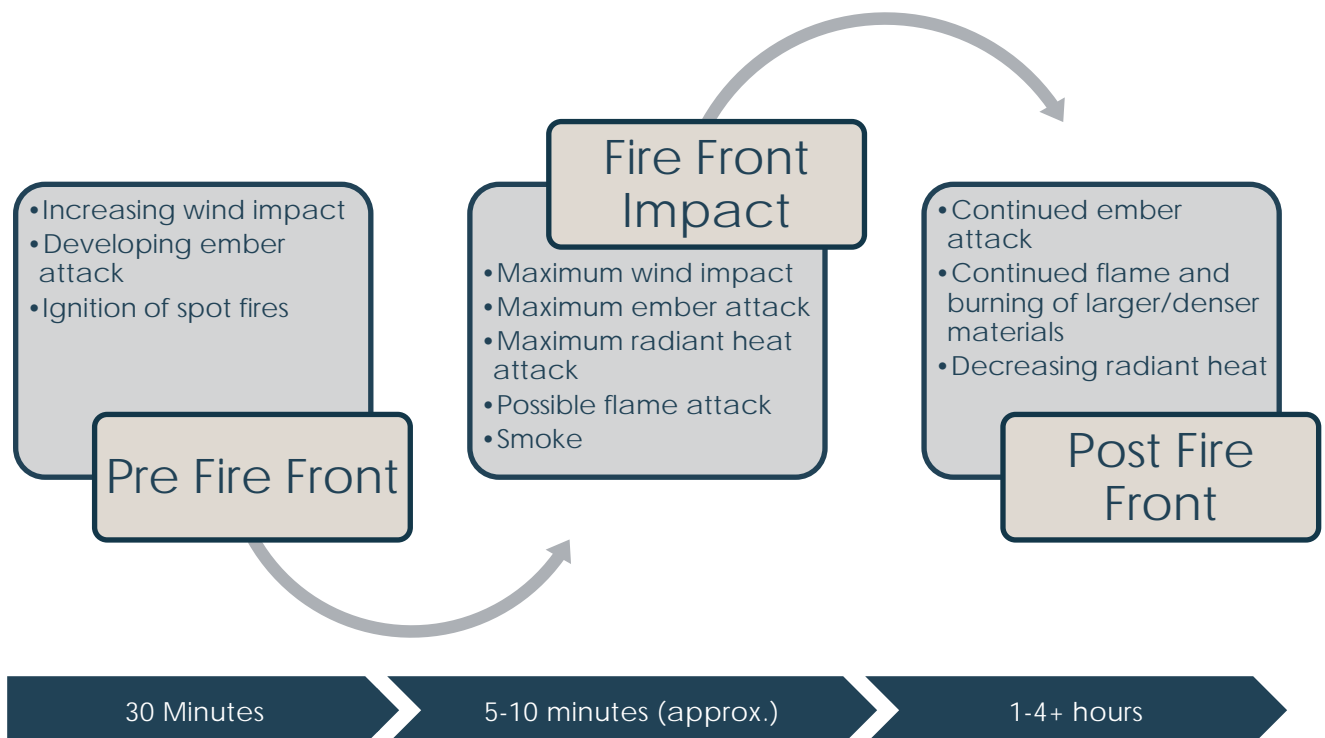 •Increasing wind impact
•Developing ember
attack
•Ignition of spot fires
Pre Fire Front
Fire Front
Impact
•Maximum wind impact
•Maximum ember attack
•Maximum radiant heat
attack
•Possible flame attack
•Smoke
•Continued ember
attack
•Continued flame and
burning of larger/denser
materials
•Decreasing radiant heat
Post Fire
Front
30 Minutes
5-10 minutes (approx.)
1-4+ hours